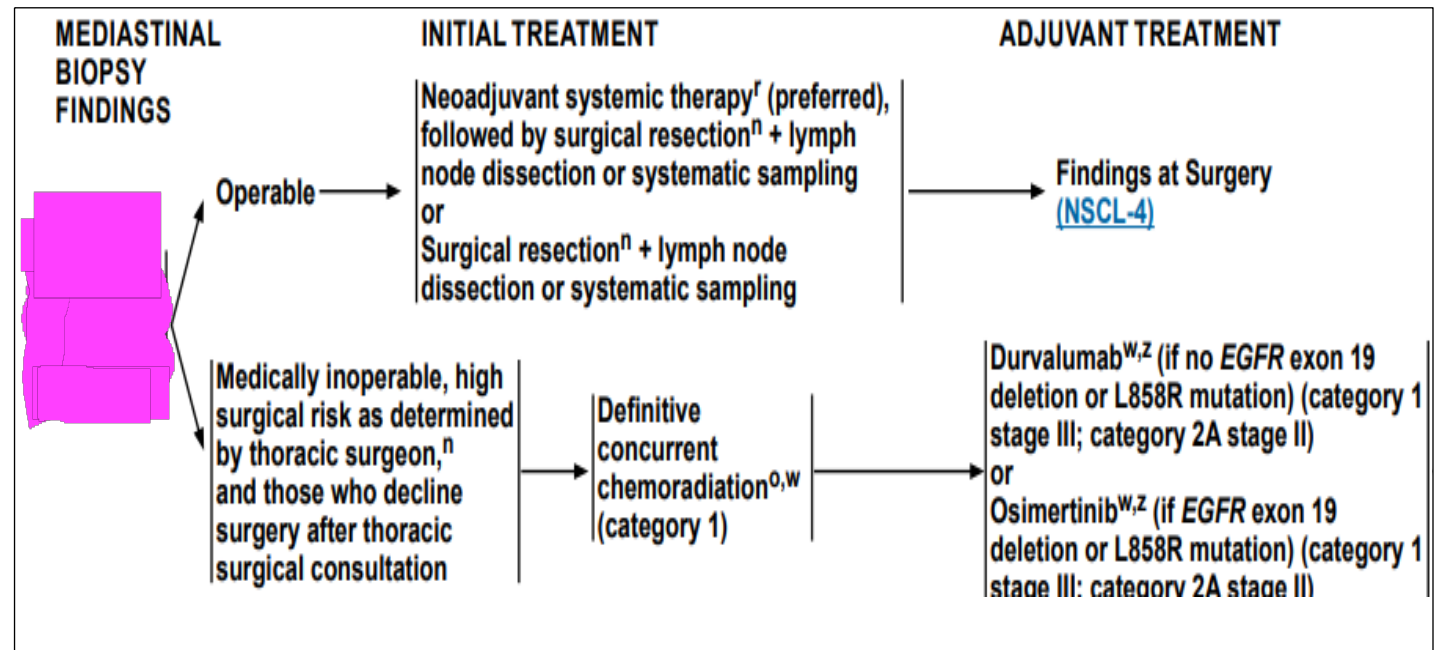 MEDIASTINAL
BIOPSY
FINDINGS
INITIAL TREATMENT
ADJUVANT TREATMENT
Operable
Neoadjuvant systemic therapyʳ (preferred),
followed by surgical resectionⁿ + lymph
node dissection or systematic sampling
or
Surgical resectionⁿ + lymph node
dissection or systematic sampling
Findings at Surgery
(NSCL-4)
Medically inoperable, high
surgical risk as determined
by thoracic surgeon,ⁿ
and those who decline
surgery after thoracic
surgical consultation
Definitive
concurrent
chemoradiationᵒ,ʷ
(category 1)
Durvalumabʷ,ᶻ (if no EGFR exon 19
deletion or L858R mutation) (category 1
stage III; category 2A stage II)
or
Osimertinibʷ,ᶻ (if EGFR exon 19
deletion or L858R mutation) (category 1
stage III; category 2A stage II)